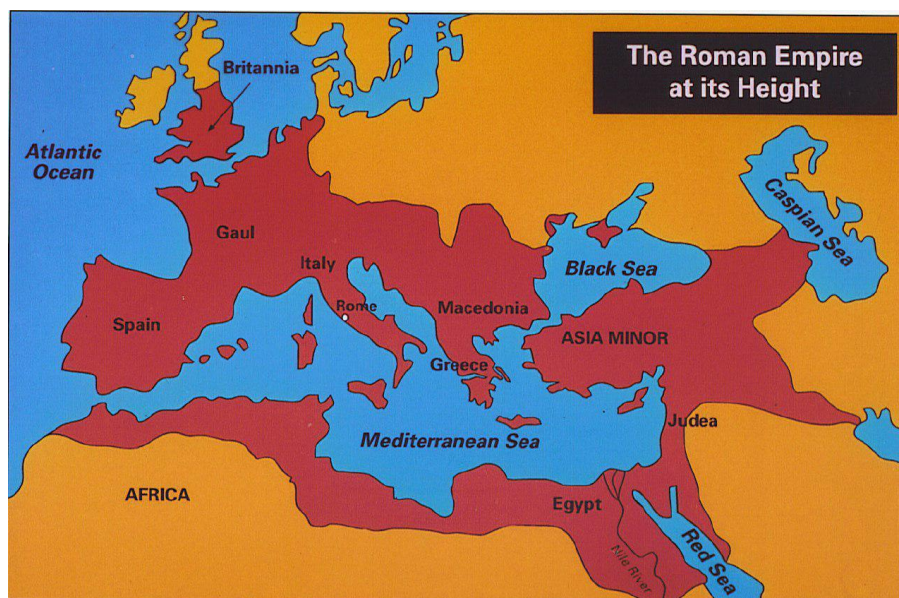 The Roman Empire
at its Height
Britannia
Atlantic
Ocean
Caspian Sea
Gaul
Italy
Black Sea
Rome
Macedonia
Spain
ASIA MINOR
Greece
Judea
Mediterranean Sea
AFRICA
Egypt
Nile River
Red Sea